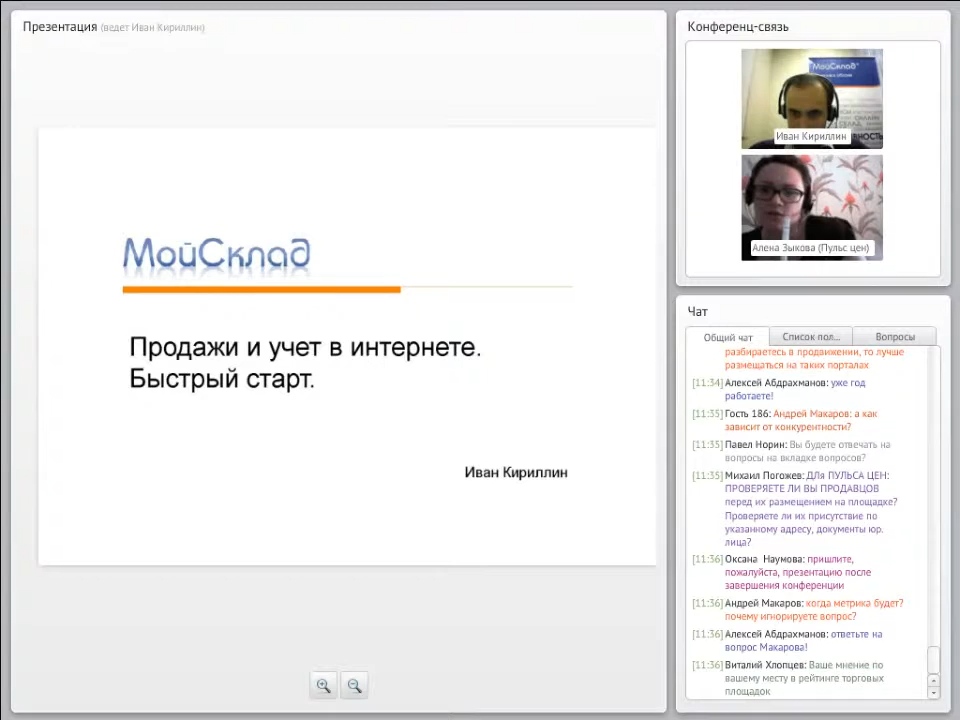 Презентация (ведет Иван Кириллин)
МойСклад
Продажи и учет в интернете.
Быстрый старт.
Иван Кириллин
Конференц-связь
МойСклад
Иван Кириллин
Алена Зыкова (Пульс цен)
Чат
Общий чат
Список пол...
Вопросы
разбираетесь в продвижении, то лучше
размещаться на таких порталах
[11:34] Алексей Абдрахманов: уже год
работаете!
[11:35] Гость 186: Андрей Макаров: а как
зависит от конкурентности?
[11:35] Павел Норин: Вы будете отвечать на
вопросы на вкладке вопросов?
[11:35] Михаил Погожев: ДЛя ПУЛЬСА ЦЕН:
ПРОВЕРЯЕТЕ ЛИ ВЫ ПРОДАВЦОВ
перед их размещением на площадке?
Проверяете ли их присутствие по
указанному адресу, документы юр.
лица?
[11:36] Оксана Наумова: пришлите,
пожалуйста, презентацию после
завершения конференции
[11:36] Андрей Макаров: когда метрика будет?
почему игнорируете вопрос?
[11:36] Алексей Абдрахманов: ответьте на
вопрос Макарова!
[11:36] Виталий Хлопцев: Ваше мнение по
вашему месту в рейтинге торговых
площадок